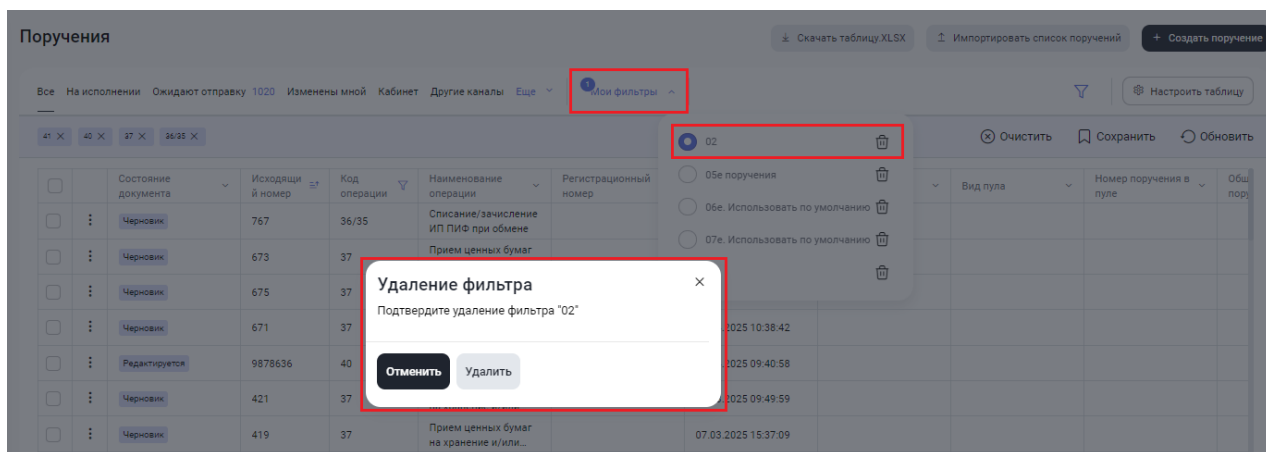 Поручения
Скачать таблицу.XLSX
Импортировать список поручений
+ Создать поручение
Все На исполнении Ожидают отправку 1020 Изменены мной Кабинет Другие каналы Еще
1
Мои фильтры
Настроить таблицу
41 40 37 36/35
Очистить Сохранить Обновить
02
05е поручения
06е. Использовать по умолчанию
07е. Использовать по умолчанию
Состояние
документа
Исходящи
й номер
Код
операции
Наименование
операции
Регистрационный
номер
Вид пула
Номер поручения в
пуле
Общ
пору
Черновик 767 36/35 Списание/зачисление
ИП ПИФ при обмене
Черновик 673 37 Прием ценных бумаг
Черновик 675 37
Черновик 671 37 .2025 10:38:42
Редактируется 9878636 40 .2025 09:40:58
Черновик 421 37 .2025 09:49:59
Черновик 419 37 Прием ценных бумаг
на хранение и/или...
07.03.2025 15:37:09
Удаление фильтра
Подтвердите удаление фильтра "02"
Отменить Удалить